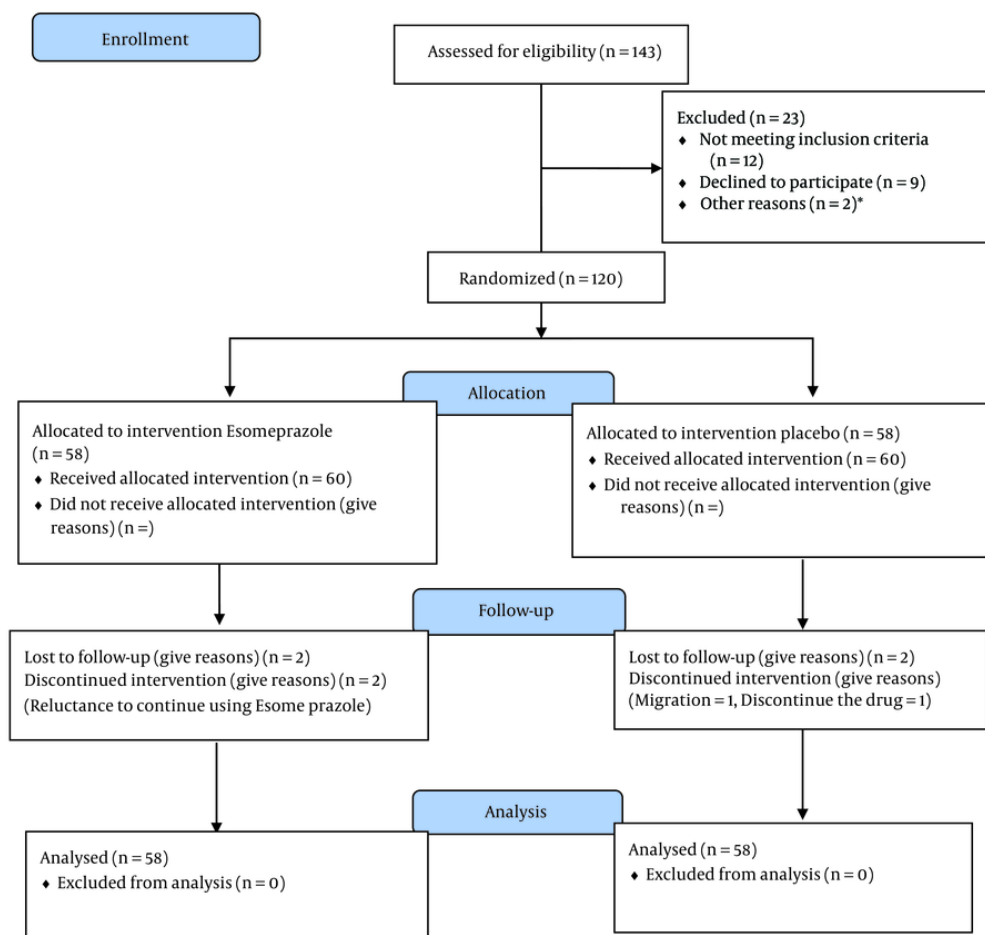 Enrollment
Assessed for eligibility (n = 143)
Excluded (n = 23)
♦ Not meeting inclusion criteria
(n = 12)
♦ Declined to participate (n = 9)
♦ Other reasons (n = 2)*
Randomized (n = 120)
Allocation
Allocated to intervention Esomeprazole
(n = 58)
♦ Received allocated intervention (n = 60)
♦ Did not receive allocated intervention (give
reasons) (n =)
Allocated to intervention placebo (n = 58)
♦ Received allocated intervention (n = 60)
♦ Did not receive allocated intervention (give
reasons) (n =)
Follow-up
Lost to follow-up (give reasons) (n = 2)
Discontinued intervention (give reasons) (n = 2)
(Reluctance to continue using Esome prazole)
Lost to follow-up (give reasons) (n = 2)
Discontinued intervention (give reasons)
(Migration = 1, Discontinue the drug = 1)
Analysis
Analysed (n = 58)
♦ Excluded from analysis (n = 0)
Analysed (n = 58)
♦ Excluded from analysis (n = 0)